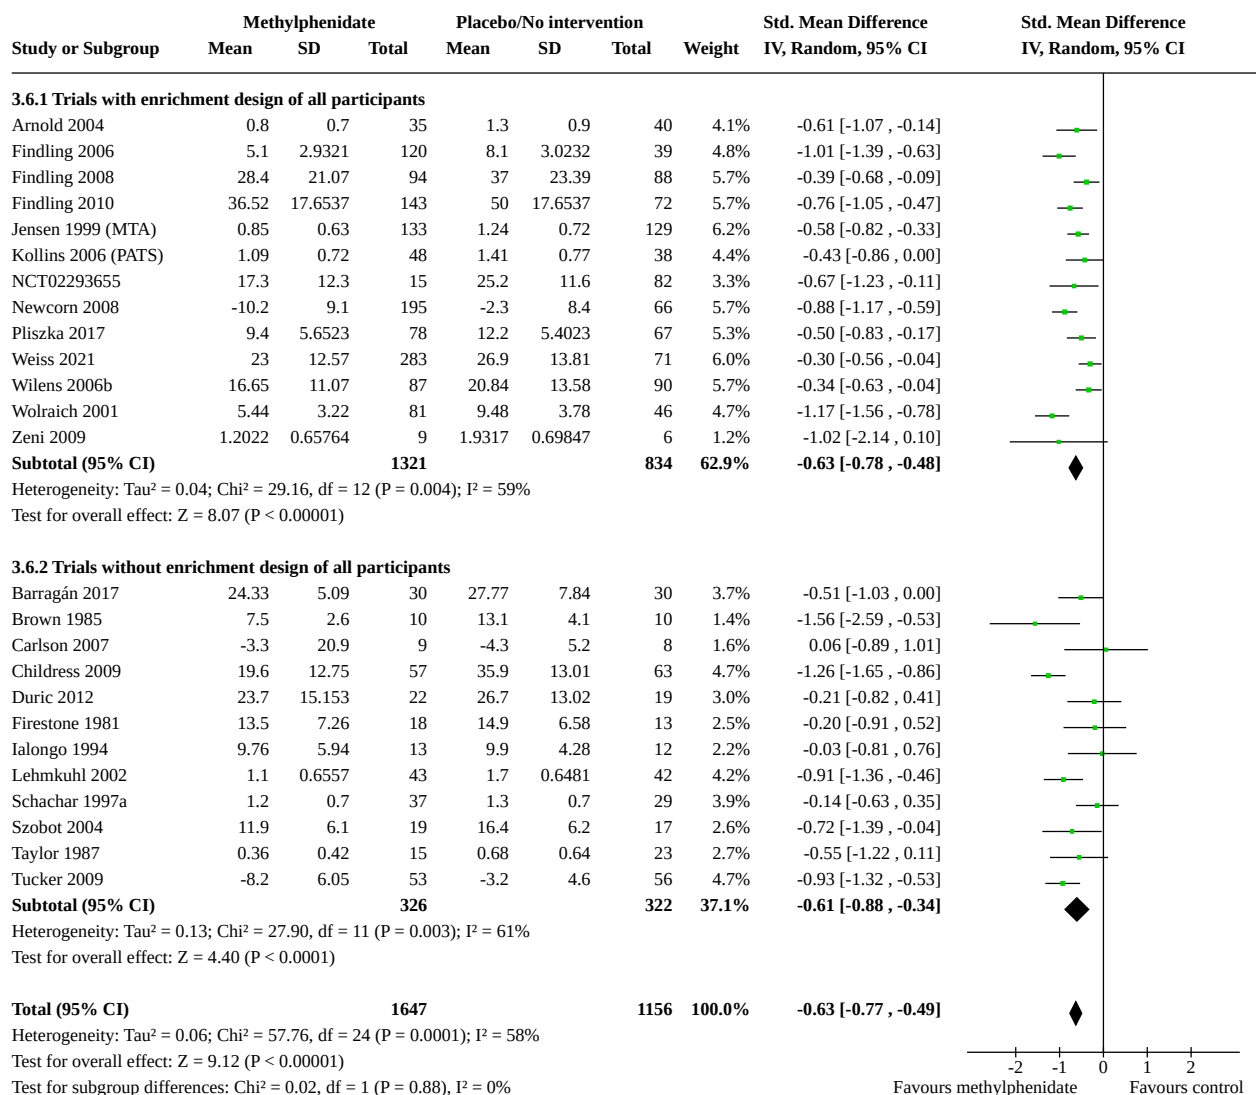 Methylphenidate Placebo/No intervention Std. Mean Difference Std. Mean Difference
Study or Subgroup Mean SD Total Mean SD Total Weight IV, Random, 95% CI IV, Random, 95% CI
3.6.1 Trials with enrichment design of all participants
Arnold 2004 0.8 0.7 35 1.3 0.9 40 4.1% -0.61 [-1.07 , -0.14]
Findling 2006 5.1 2.9321 120 8.1 3.0232 39 4.8% -1.01 [-1.39 , -0.63]
Findling 2008 28.4 21.07 94 37 23.39 88 5.7% -0.39 [-0.68 , -0.09]
Findling 2010 36.52 17.6537 143 50 17.6537 72 5.7% -0.76 [-1.05 , -0.47]
Jensen 1999 (MTA) 0.85 0.63 133 1.24 0.72 129 6.2% -0.58 [-0.82 , -0.33]
Kollins 2006 (PATS) 1.09 0.72 48 1.41 0.77 38 4.4% -0.43 [-0.86 , 0.00]
NCT02293655 17.3 12.3 15 25.2 11.6 82 3.3% -0.67 [-1.23 , -0.11]
Newcorn 2008 -10.2 9.1 195 -2.3 8.4 66 5.7% -0.88 [-1.17 , -0.59]
Pliszka 2017 9.4 5.6523 78 12.2 5.4023 67 5.3% -0.50 [-0.83 , -0.17]
Weiss 2021 23 12.57 283 26.9 13.81 71 6.0% -0.30 [-0.56 , -0.04]
Wilens 2006b 16.65 11.07 87 20.84 13.58 90 5.7% -0.34 [-0.63 , -0.04]
Wolraich 2001 5.44 3.22 81 9.48 3.78 46 4.7% -1.17 [-1.56 , -0.78]
Zeni 2009 1.2022 0.65764 9 1.9317 0.69847 6 1.2% -1.02 [-2.14 , 0.10]
Subtotal (95% CI) 1321 834 62.9% -0.63 [-0.78 , -0.48]
Heterogeneity: Tau² = 0.04; Chi² = 29.16, df = 12 (P = 0.004); I² = 59%
Test for overall effect: Z = 8.07 (P < 0.00001)
3.6.2 Trials without enrichment design of all participants
Barragán 2017 24.33 5.09 30 27.77 7.84 30 3.7% -0.51 [-1.03 , 0.00]
Brown 1985 7.5 2.6 10 13.1 4.1 10 1.4% -1.56 [-2.59 , -0.53]
Carlson 2007 -3.3 20.9 9 -4.3 5.2 8 1.6% 0.06 [-0.89 , 1.01]
Childress 2009 19.6 12.75 57 35.9 13.01 63 4.7% -1.26 [-1.65 , -0.86]
Duric 2012 23.7 15.153 22 26.7 13.02 19 3.0% -0.21 [-0.82 , 0.41]
Firestone 1981 13.5 7.26 18 14.9 6.58 13 2.5% -0.20 [-0.91 , 0.52]
Ialongo 1994 9.76 5.94 13 9.9 4.28 12 2.2% -0.03 [-0.81 , 0.76]
Lehmkuhl 2002 1.1 0.6557 43 1.7 0.6481 42 4.2% -0.91 [-1.36 , -0.46]
Schachar 1997a 1.2 0.7 37 1.3 0.7 29 3.9% -0.14 [-0.63 , 0.35]
Szobot 2004 11.9 6.1 19 16.4 6.2 17 2.6% -0.72 [-1.39 , -0.04]
Taylor 1987 0.36 0.42 15 0.68 0.64 23 2.7% -0.55 [-1.22 , 0.11]
Tucker 2009 -8.2 6.05 53 -3.2 4.6 56 4.7% -0.93 [-1.32 , -0.53]
Subtotal (95% CI) 326 322 37.1% -0.61 [-0.88 , -0.34]
Heterogeneity: Tau² = 0.13; Chi² = 27.90, df = 11 (P = 0.003); I² = 61%
Test for overall effect: Z = 4.40 (P < 0.0001)
Total (95% CI) 1647 1156 100.0% -0.63 [-0.77 , -0.49]
Heterogeneity: Tau² = 0.06; Chi² = 57.76, df = 24 (P = 0.0001); I² = 58%
Test for overall effect: Z = 9.12 (P < 0.00001)
-2 -1 0 1 2
Test for subgroup differences: Chi² = 0.02, df = 1 (P = 0.88), I² = 0% Favours methylphenidate Favours control